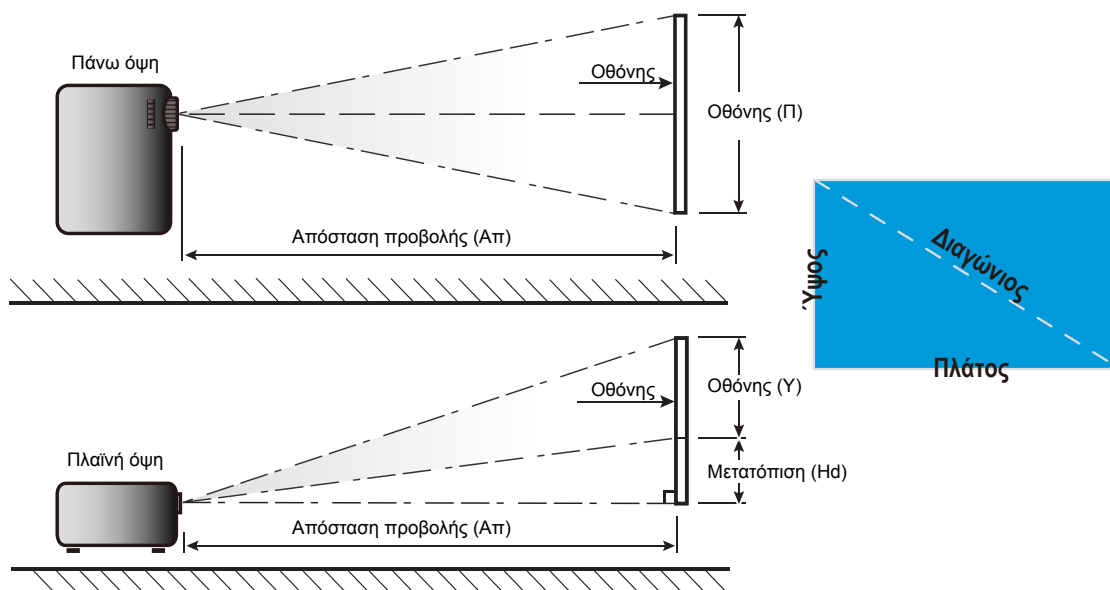 Πάνω όψη
Οθόνης
Οθόνης (Π)
Απόσταση προβολής (Απ)
Ύψος
Διαγώνιος
Πλάτος
Οθόνης
Οθόνης (Υ)
Πλαϊνή όψη
Μετατόπιση (Hd)
Απόσταση προβολής (Απ)